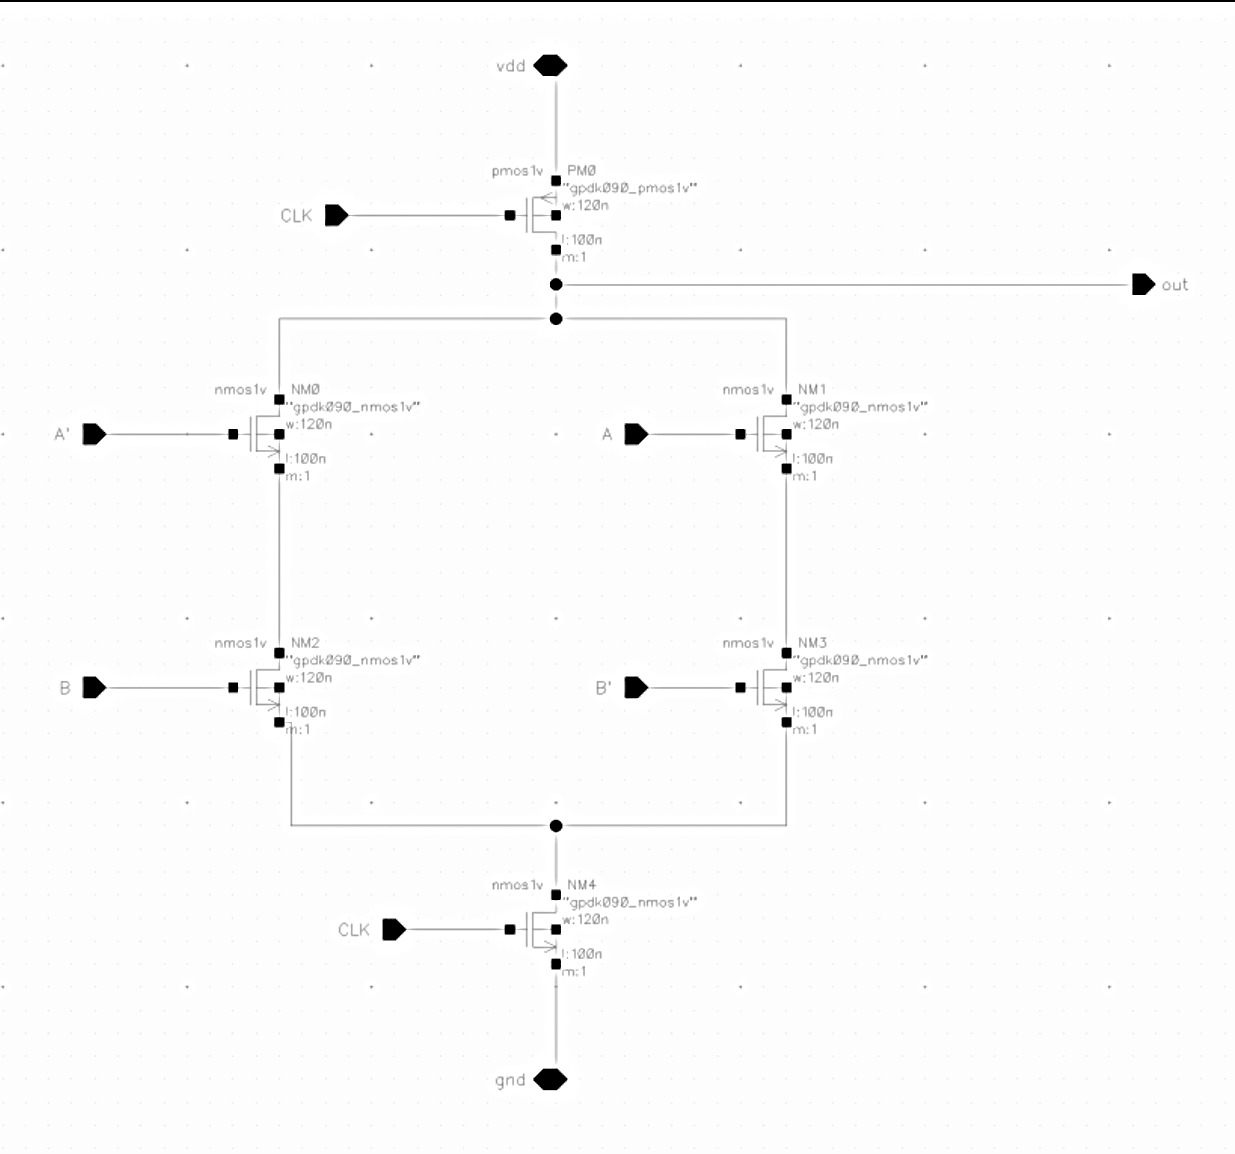 vdd
pmos1v PM0
"gpdk090_pmos1v"
w:120n
CLK
l:100n
m:1
out
nmos1v NM0
"gpdk090_nmos1v"
w:120n
A'
l:100n
m:1
nmos1v NM1
"gpdk090_nmos1v"
w:120n
A
l:100n
m:1
nmos1v NM2
"gpdk090_nmos1v"
w:120n
B
l:100n
m:1
nmos1v NM3
"gpdk090_nmos1v"
w:120n
B'
l:100n
m:1
nmos1v NM4
"gpdk090_nmos1v"
w:120n
CLK
l:100n
m:1
gnd